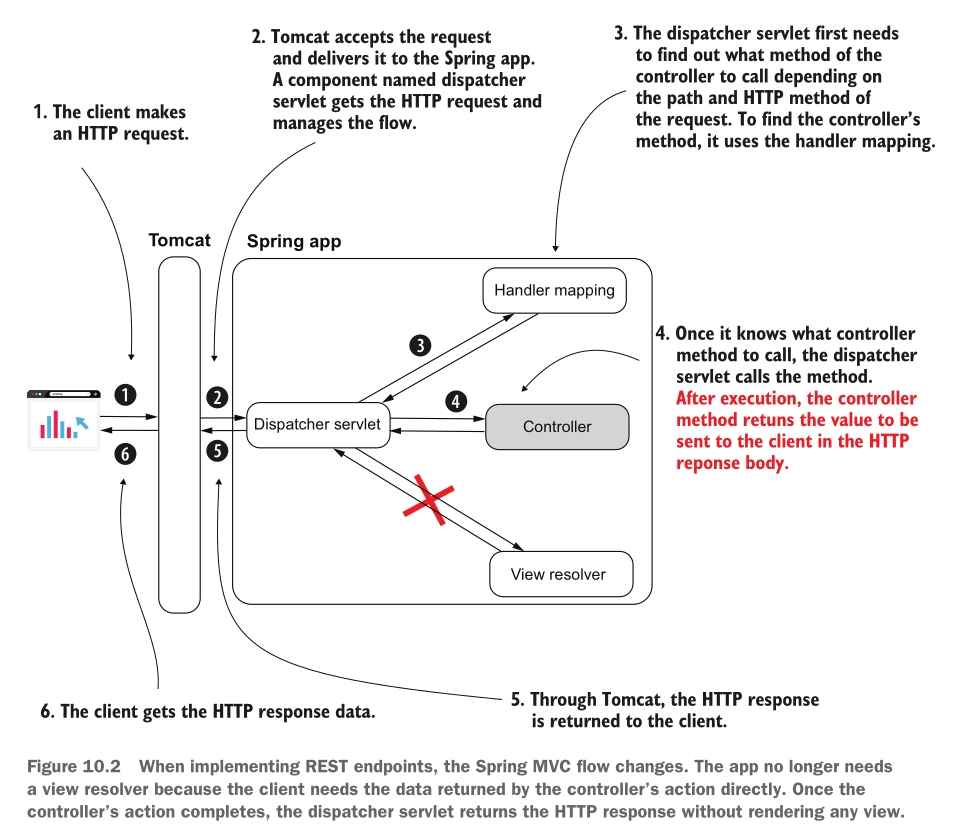 1. The client makes
an HTTP request.
2. Tomcat accepts the request
and delivers it to the Spring app.
A component named dispatcher
servlet gets the HTTP request and
manages the flow.
3. The dispatcher servlet first needs
to find out what method of the
controller to call depending on
the path and HTTP method of
the request. To find the controller's
method, it uses the handler mapping.
Tomcat
Spring app
Handler mapping
3
4. Once it knows what controller
method to call, the dispatcher
servlet calls the method.
After execution, the controller
method retuns the value to be
sent to the client in the HTTP
reponse body.
1
2
4
Dispatcher servlet
Controller
6
5
View resolver
6. The client gets the HTTP response data.
5. Through Tomcat, the HTTP response
is returned to the client.
Figure 10.2 When implementing REST endpoints, the Spring MVC flow changes. The app no longer needs
a view resolver because the client needs the data returned by the controller's action directly. Once the
controller's action completes, the dispatcher servlet returns the HTTP response without rendering any view.